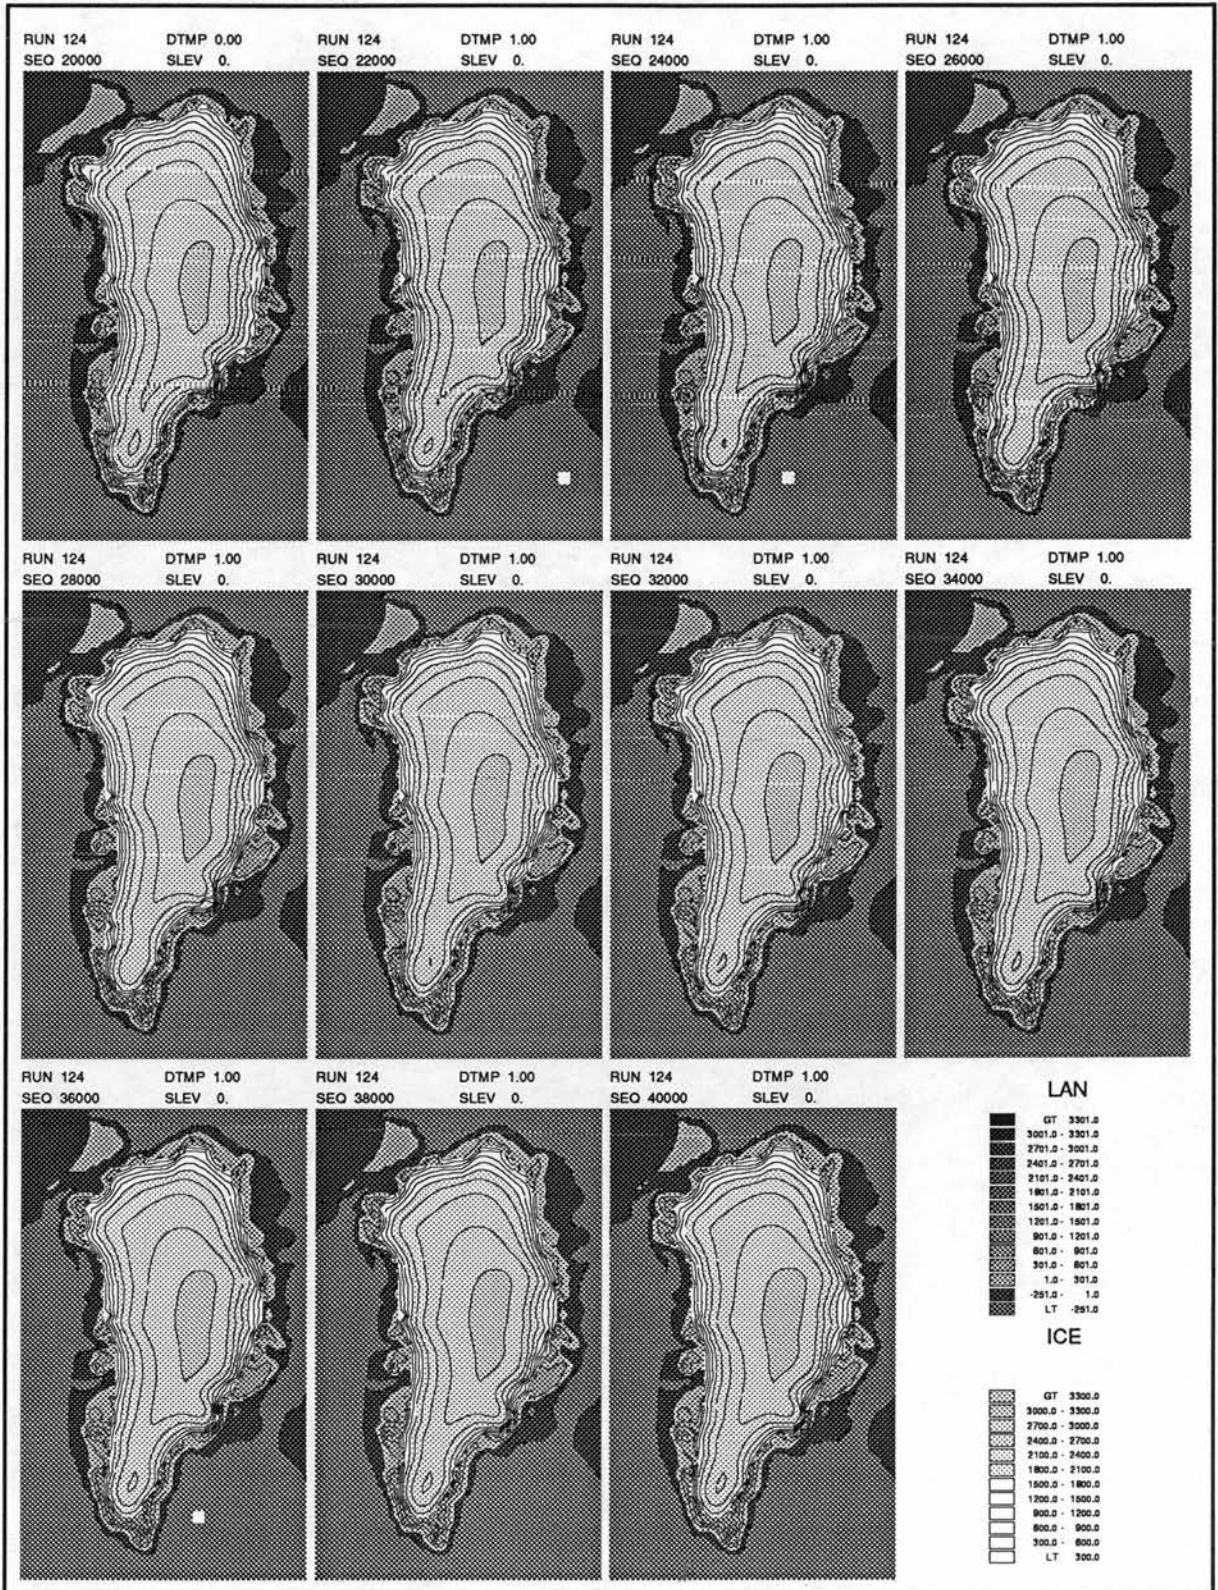 RUN 124 DTMP 0.00 RUN 124 DTMP 1.00 RUN 124 DTMP 1.00 RUN 124 DTMP 1.00
SEQ 20000 SLEV 0. SEQ 22000 SLEV 0. SEQ 24000 SLEV 0. SEQ 26000 SLEV 0.
RUN 124 DTMP 1.00 RUN 124 DTMP 1.00 RUN 124 DTMP 1.00 RUN 124 DTMP 1.00
SEQ 28000 SLEV 0. SEQ 30000 SLEV 0. SEQ 32000 SLEV 0. SEQ 34000 SLEV 0.
RUN 124 DTMP 1.00 RUN 124 DTMP 1.00 RUN 124 DTMP 1.00
SEQ 36000 SLEV 0. SEQ 38000 SLEV 0. SEQ 40000 SLEV 0.
LAN
GT 3301.0
3001.0 - 3301.0
2701.0 - 3001.0
2401.0 - 2701.0
2101.0 - 2401.0
1801.0 - 2101.0
1501.0 - 1801.0
1201.0 - 1501.0
901.0 - 1201.0
601.0 - 901.0
301.0 - 601.0
1.0 - 301.0
-251.0 - 1.0
LT -251.0
ICE
GT 3300.0
3000.0 - 3300.0
2700.0 - 3000.0
2400.0 - 2700.0
2100.0 - 2400.0
1800.0 - 2100.0
1500.0 - 1800.0
1200.0 - 1500.0
900.0 - 1200.0
600.0 - 900.0
300.0 - 600.0
LT 300.0